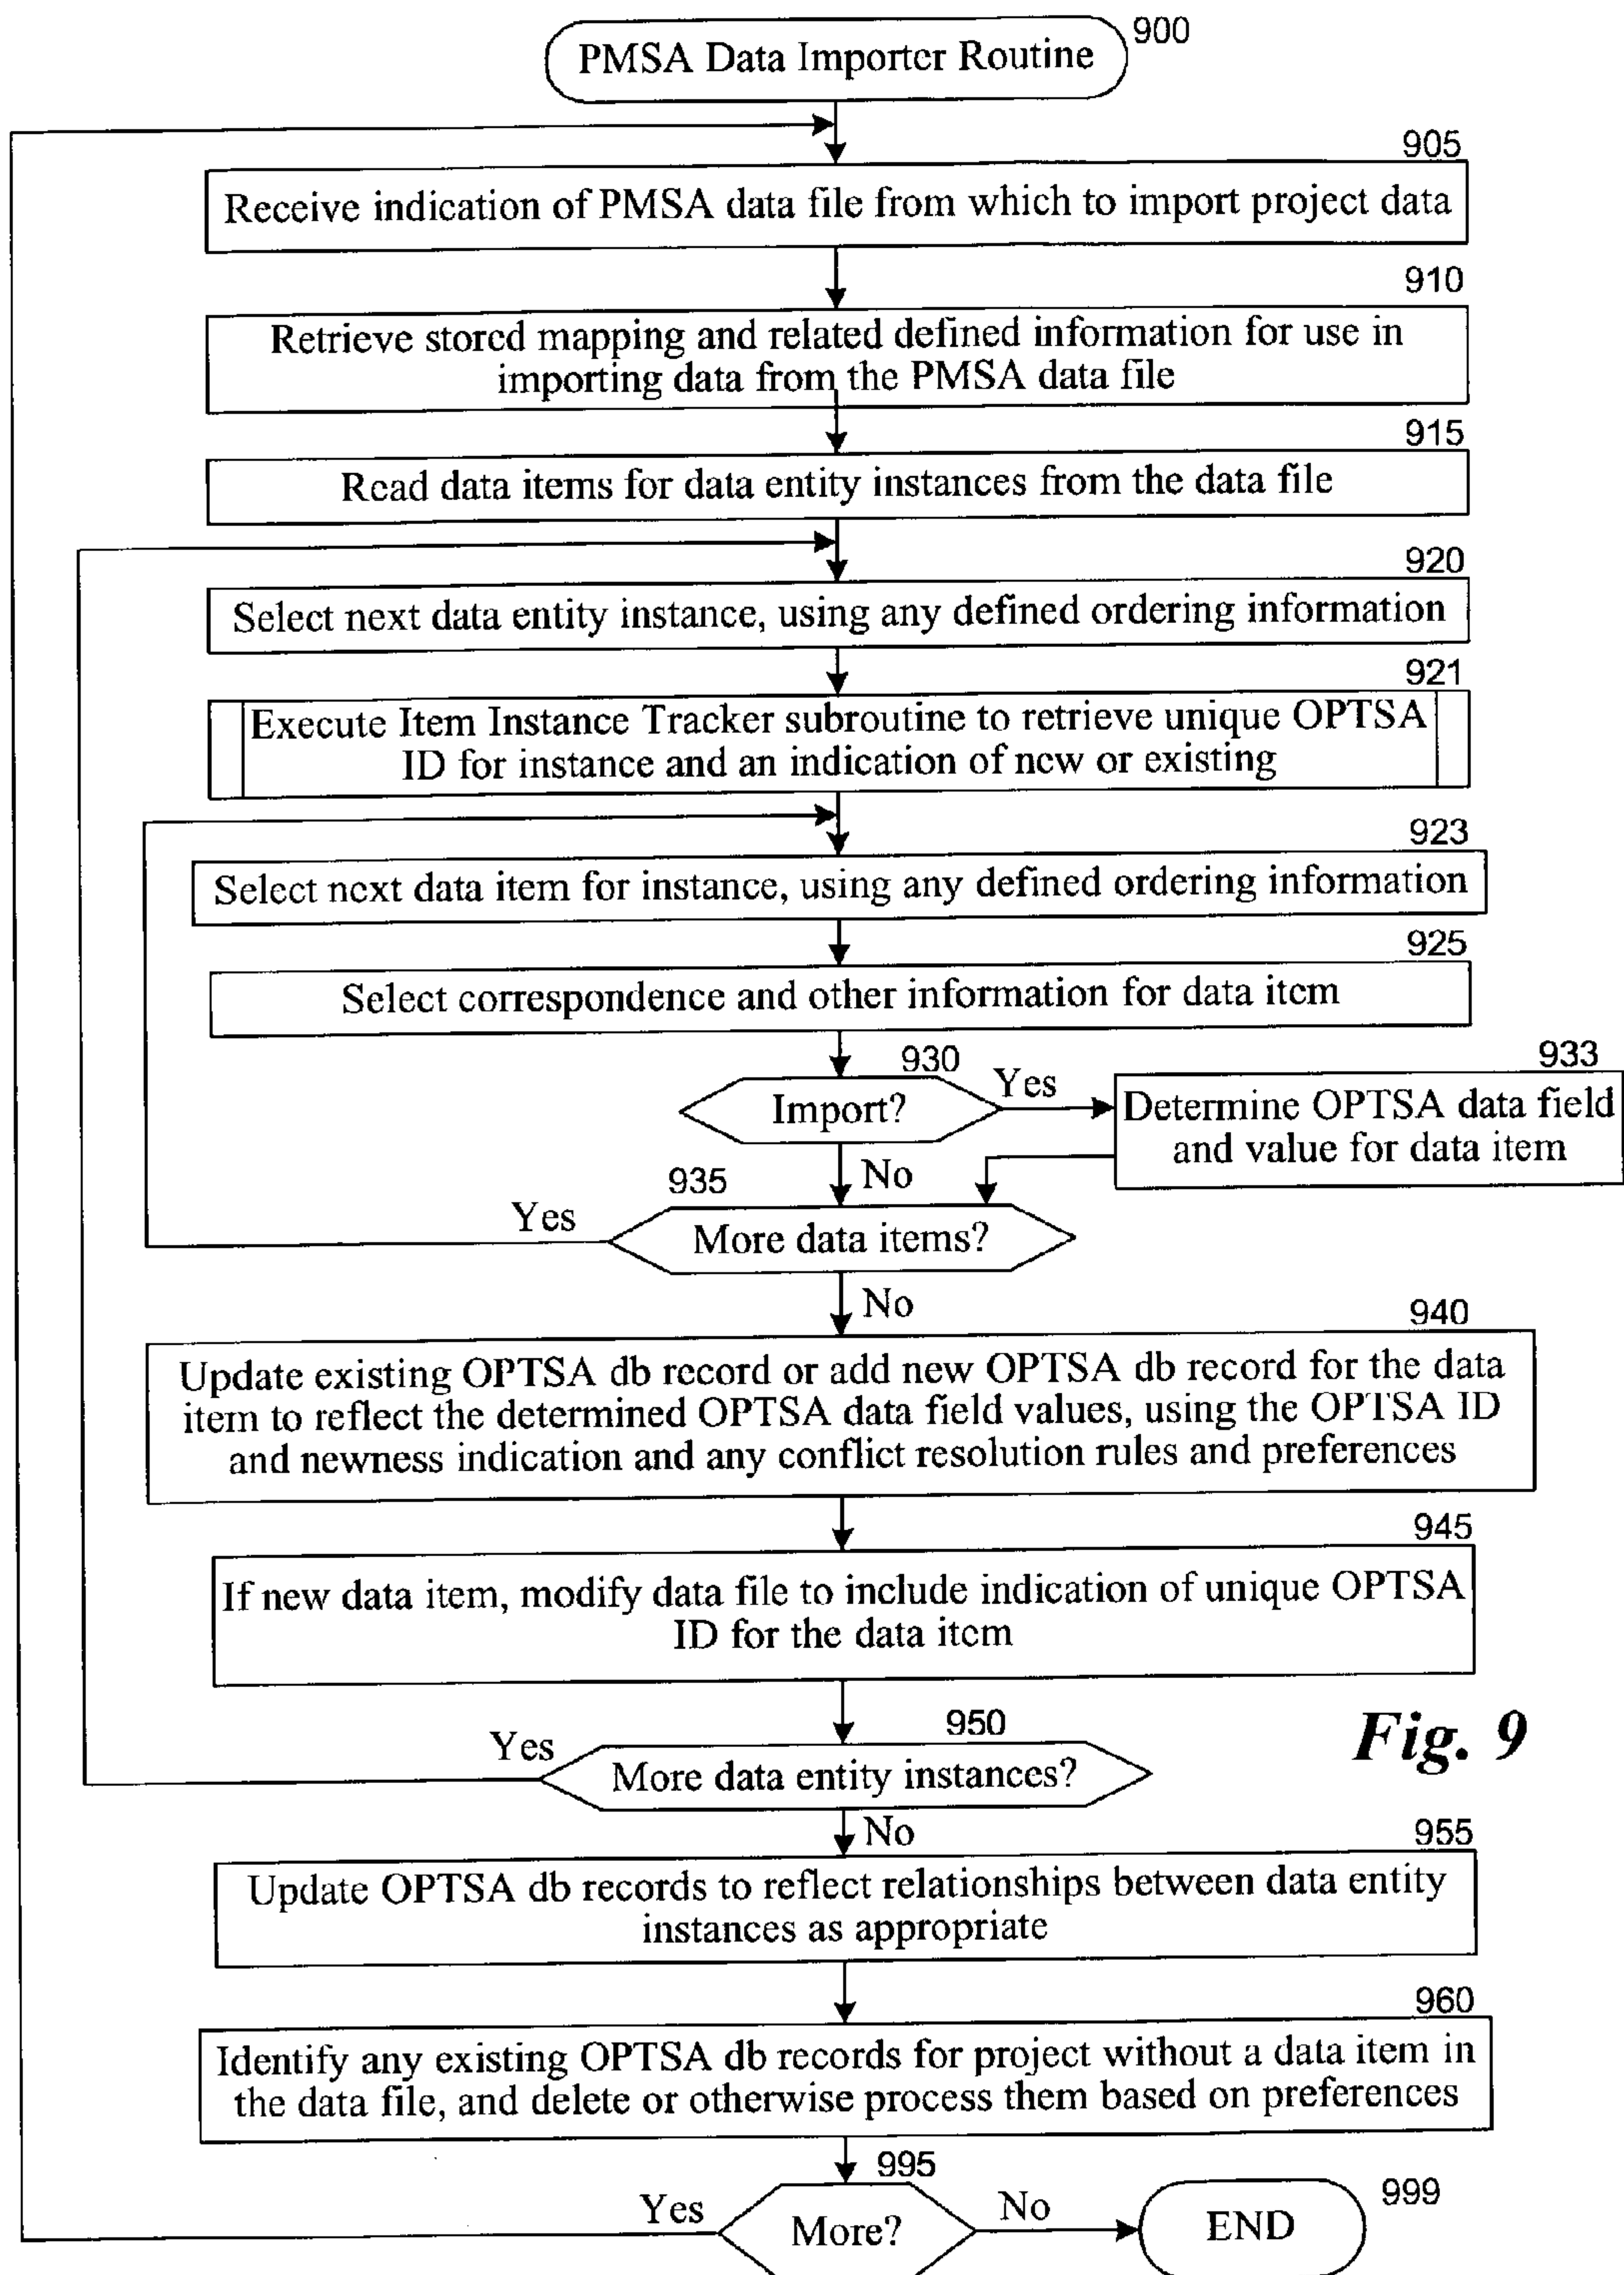 PMSA Data Importer Routine
900
905
Receive indication of PMSA data file from which to import project data
910
Retrieve stored mapping and related defined information for use in
importing data from the PMSA data file
915
Read data items for data entity instances from the data file
920
Select next data entity instance, using any defined ordering information
921
Execute Item Instance Tracker subroutine to retrieve unique OPTSA
ID for instance and an indication of new or existing
923
Select next data item for instance, using any defined ordering information
925
Select correspondence and other information for data item
930
Import?
Yes
933
Determine OPTSA data field
and value for data item
No
935
Yes
More data items?
No
940
Update existing OPTSA db record or add new OPTSA db record for the data
item to reflect the determined OPTSA data field values, using the OPTSA ID
and newness indication and any conflict resolution rules and preferences
945
If new data item, modify data file to include indication of unique OPTSA
ID for the data item
950
Yes
More data entity instances?
Fig. 9
No
955
Update OPTSA db records to reflect relationships between data entity
instances as appropriate
960
Identify any existing OPTSA db records for project without a data item in
the data file, and delete or otherwise process them based on preferences
995
Yes
More?
No
END
999